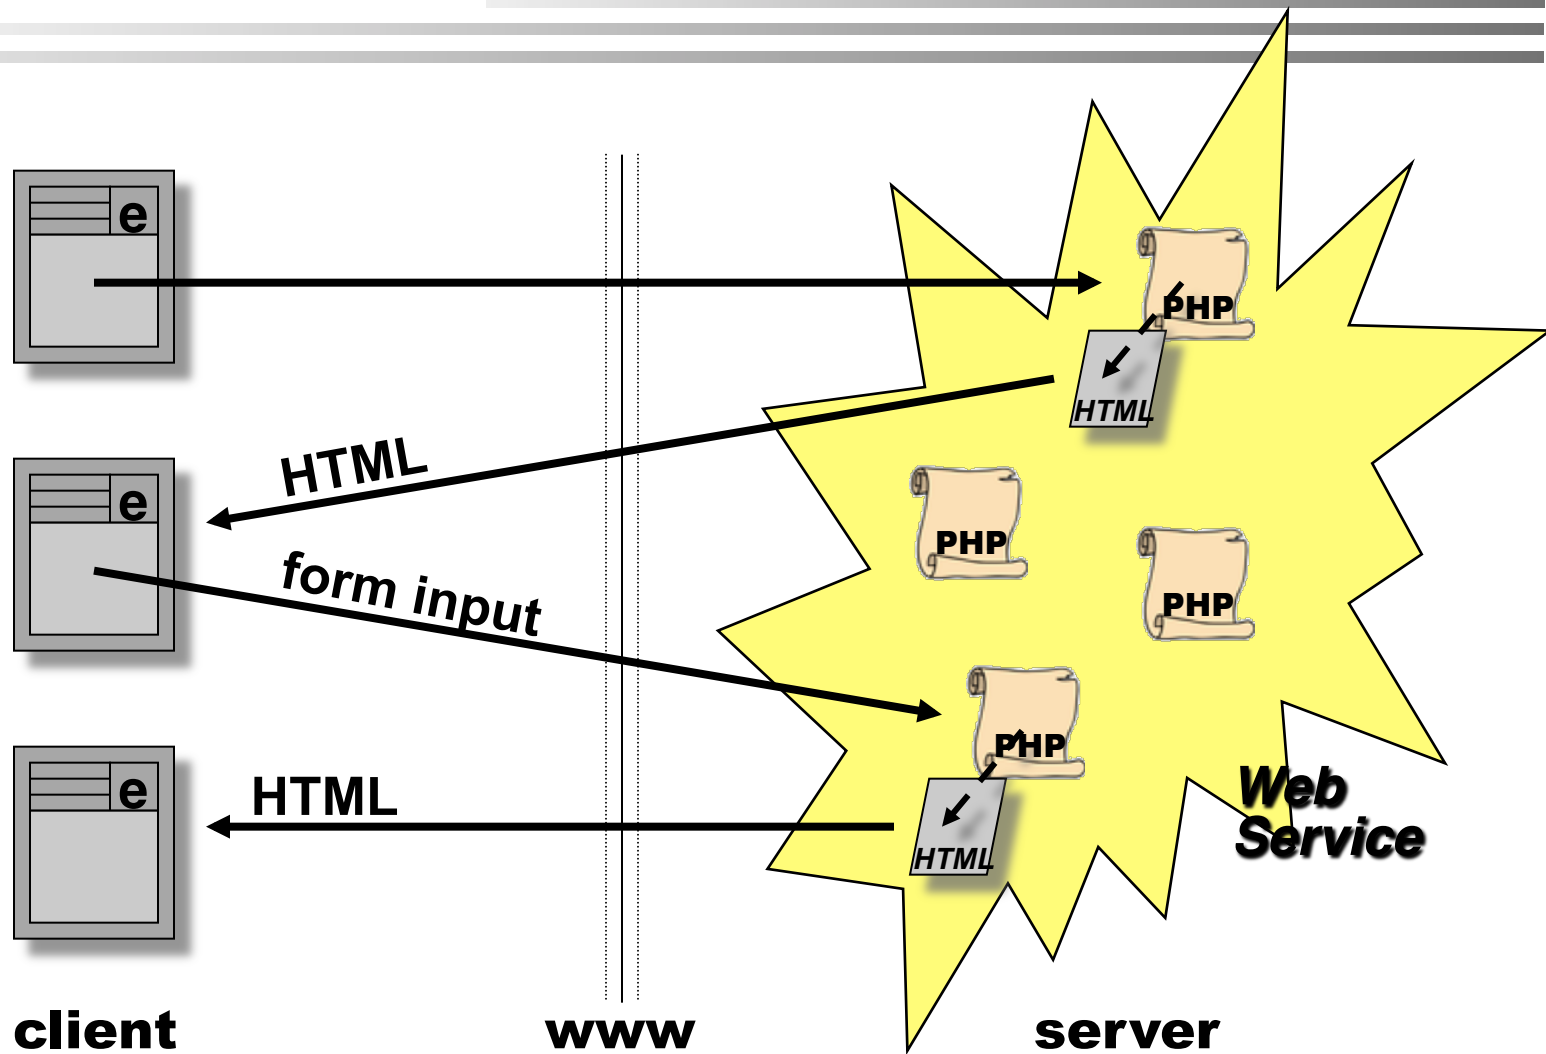 e
PHP
HTML
HTML
e
PHP
form input
PHP
PHP
e
HTML
HTML
Web
Service
client
www
server